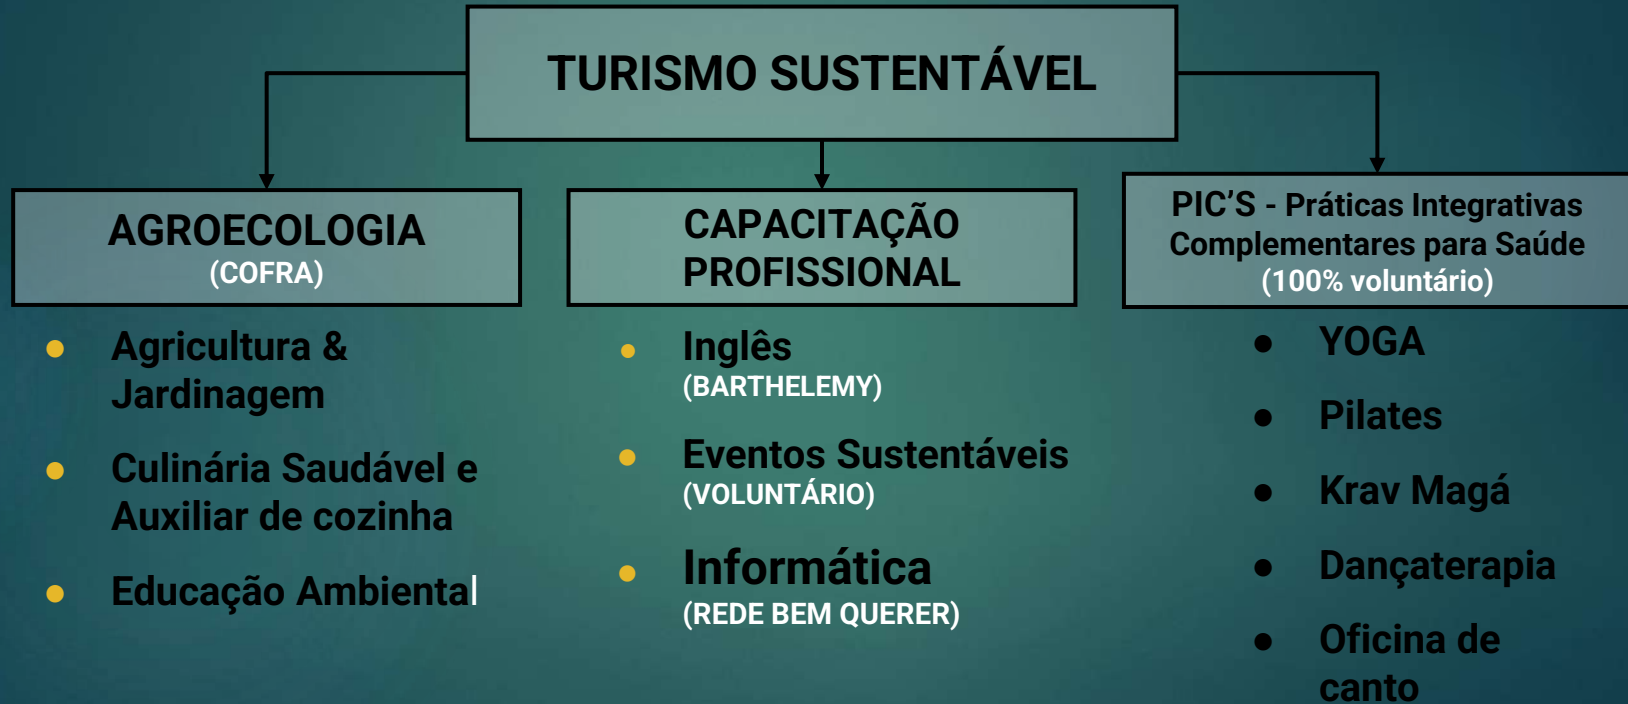 TURISMO SUSTENTÁVEL
AGROECOLOGIA
(COFRA)
Agricultura &
Jardinagem
Culinária Saudável e
Auxiliar de cozinha
Educação Ambiental
CAPACITAÇÃO
PROFISSIONAL
Inglês
(BARTHELEMY)
Eventos Sustentáveis
(VOLUNTÁRIO)
Informática
(REDE BEM QUERER)
PIC'S - Práticas Integrativas
Complementares para Saúde
(100% voluntário)
YOGA
Pilates
Krav Magá
Dançaterapia
Oficina de
canto